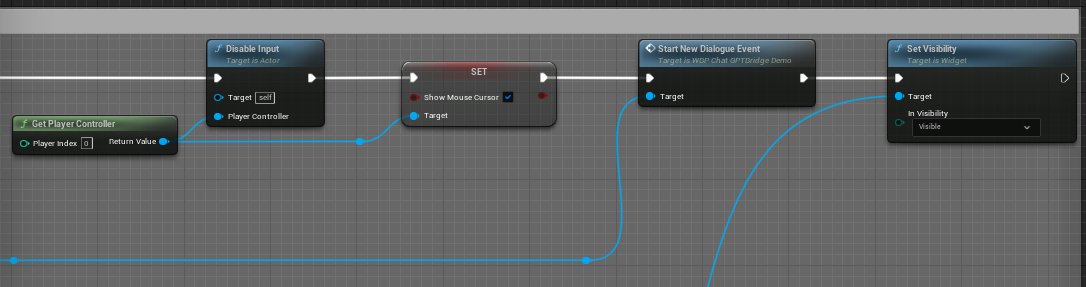 Disable Input
Target is Actor
Target self
Player Controller
Get Player Controller
Player Index 0
Return Value
SET
Show Mouse Cursor
Target
Start New Dialogue Event
Target is WBP Chat GPTBridge Demo
Target
Set Visibility
Target is Widget
Target
In Visibility
Visible